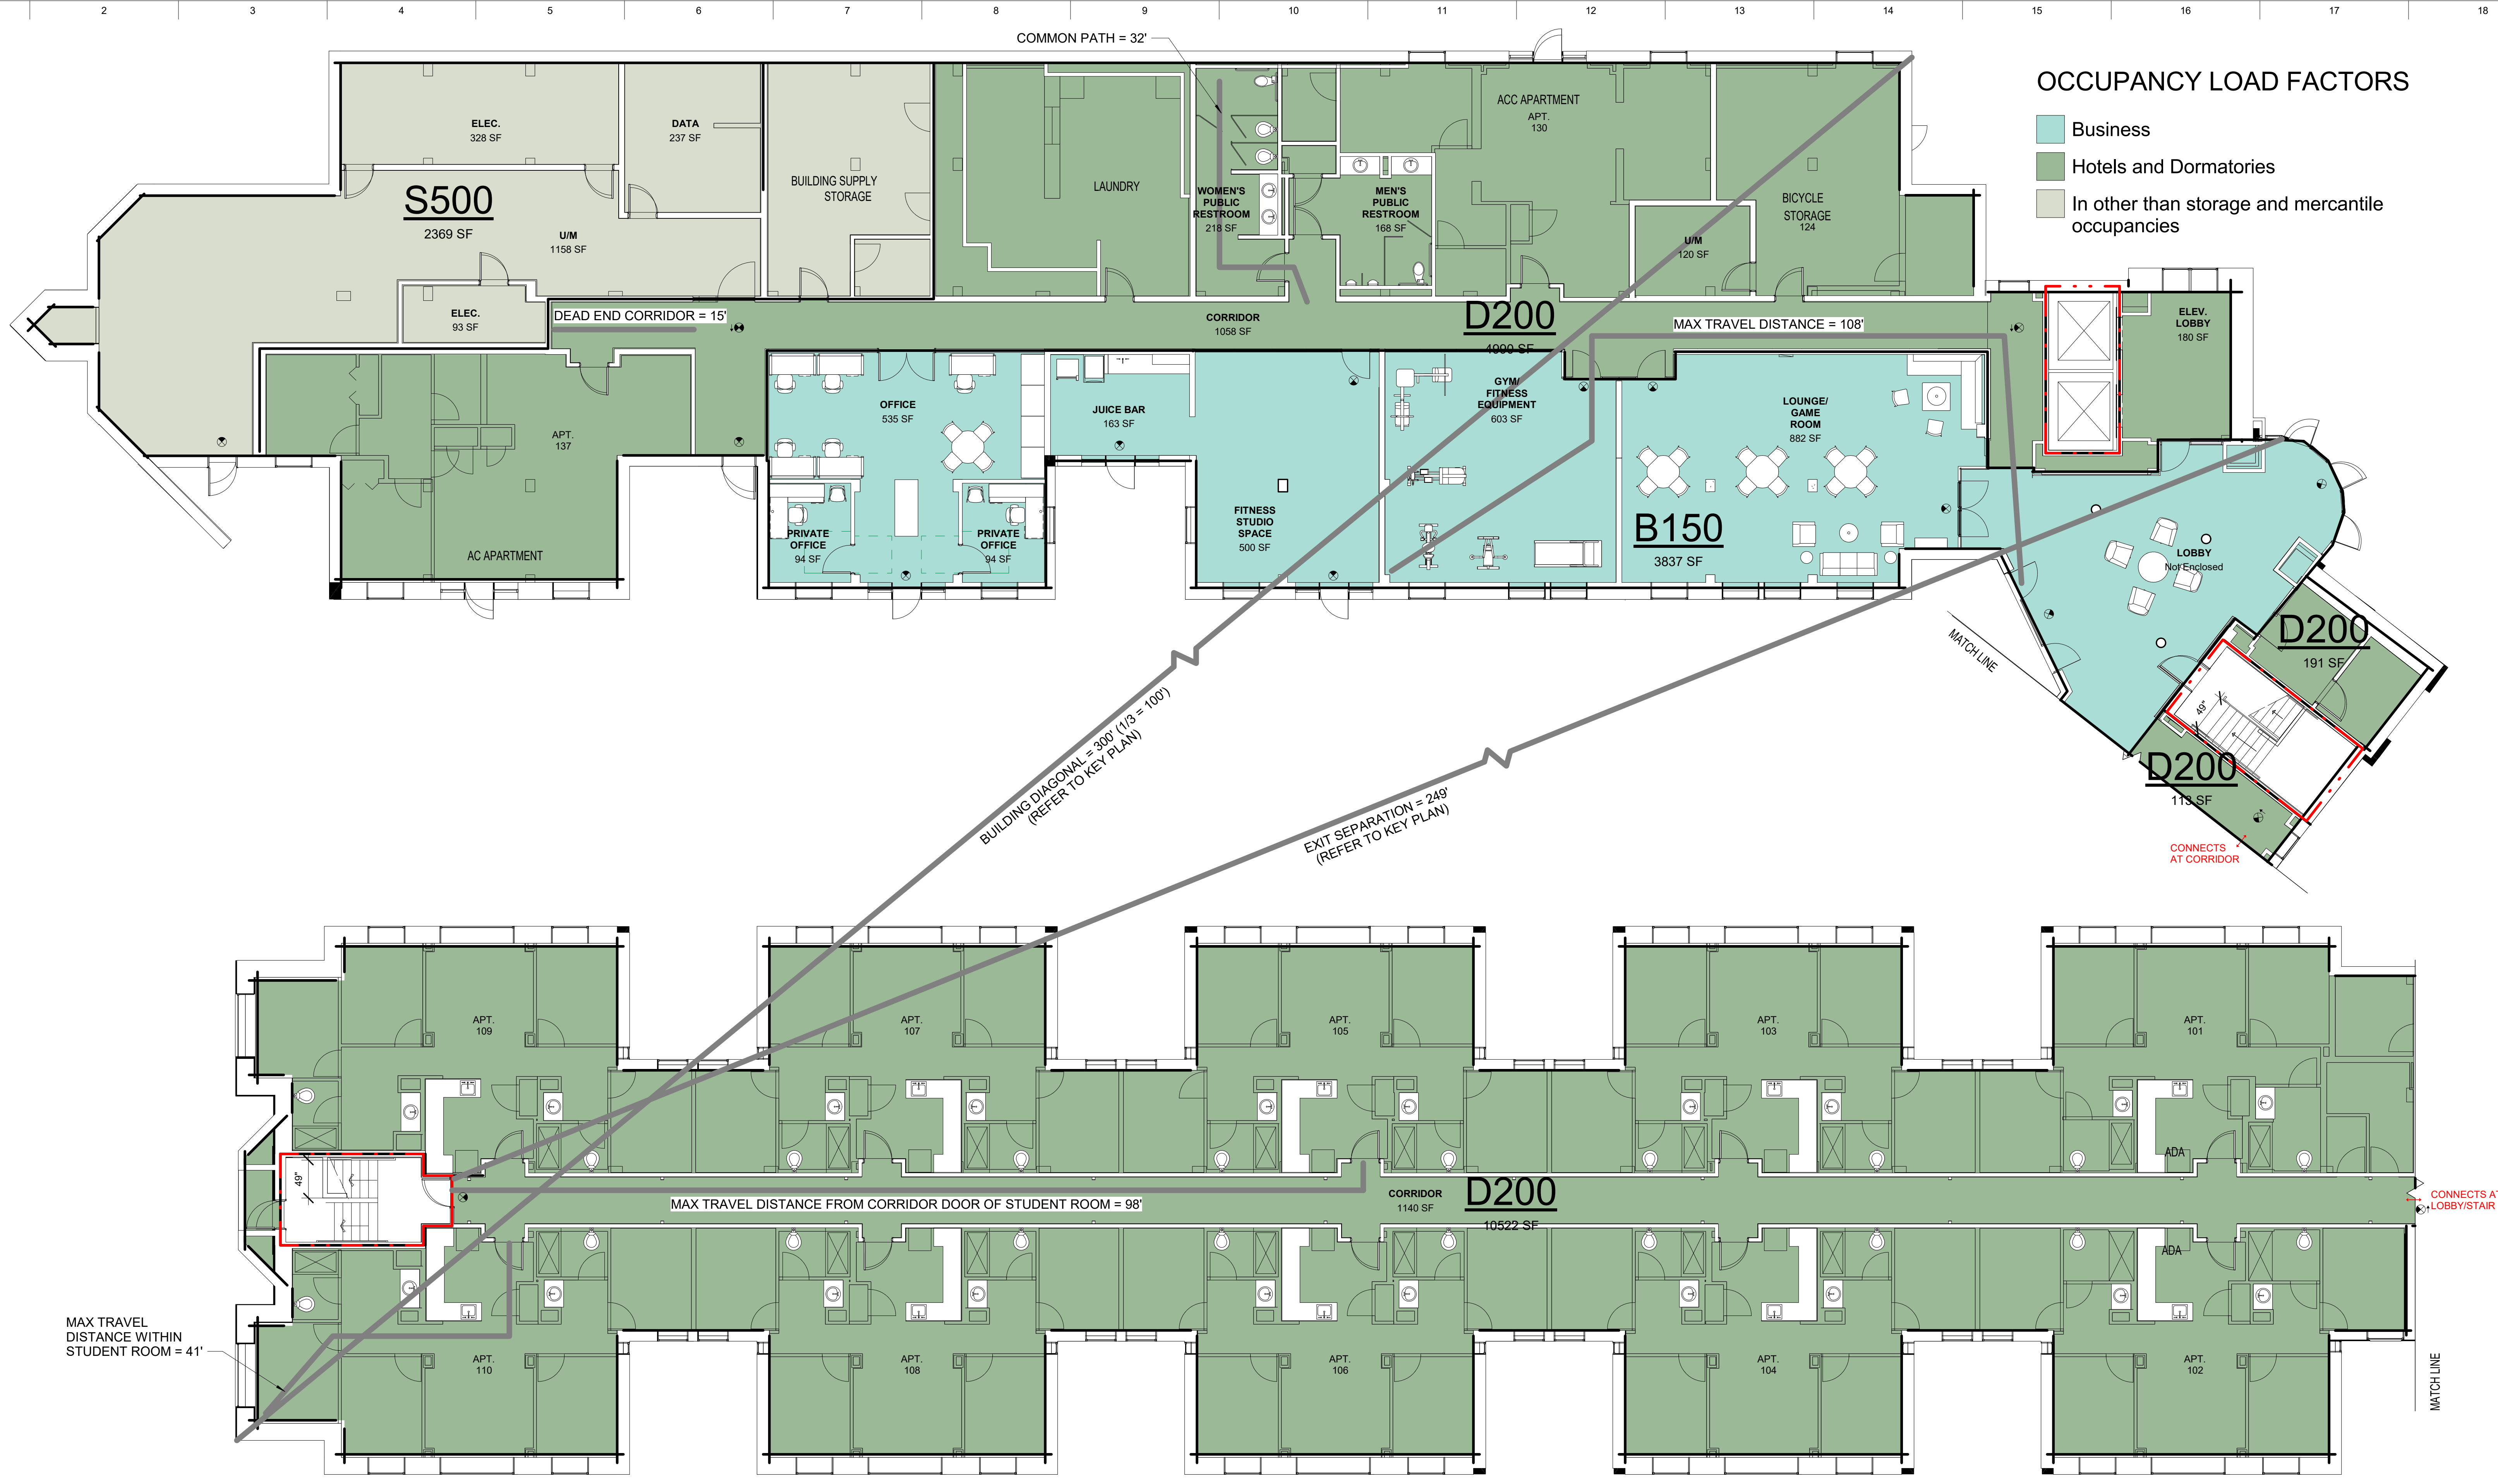 2 3 4 5 6 7 8 9 10 11 12 13 14 15 16 17 18
COMMON PATH = 32'
OCCUPANCY LOAD FACTORS
Business
Hotels and Dormatories
In other than storage and mercantile
occupancies
ELEC.
328 SF
DATA
237 SF
S500
2369 SF
U/M
1158 SF
ELEC.
93 SF
BUILDING SUPPLY
STORAGE
LAUNDRY
WOMEN'S
PUBLIC
RESTROOM
218 SF
MEN'S
PUBLIC
RESTROOM
168 SF
ACC APARTMENT
APT.
130
BICYCLE
STORAGE
124
U/M
120 SF
DEAD END CORRIDOR = 15'
CORRIDOR
1058 SF
D200
4990 SF
MAX TRAVEL DISTANCE = 108'
ELEV.
LOBBY
180 SF
APT.
137
AC APARTMENT
OFFICE
535 SF
PRIVATE
OFFICE
94 SF
PRIVATE
OFFICE
94 SF
JUICE BAR
163 SF
FITNESS
STUDIO
SPACE
500 SF
GYM/
FITNESS
EQUIPMENT
603 SF
LOUNGE/
GAME
ROOM
882 SF
B150
3837 SF
LOBBY
Not Enclosed
MATCH LINE
D200
191 SF
49"
D200
113 SF
CONNECTS
AT CORRIDOR
BUILDING DIAGONAL = 300' (1/3 = 100')
(REFER TO KEY PLAN)
EXIT SEPARATION = 249'
(REFER TO KEY PLAN)
APT.
109
APT.
107
APT.
105
APT.
103
APT.
101
ADA
49"
MAX TRAVEL DISTANCE FROM CORRIDOR DOOR OF STUDENT ROOM = 98'
CORRIDOR
1140 SF
D200
10522 SF
CONNECTS AT
LOBBY/STAIR
ADA
MAX TRAVEL
DISTANCE WITHIN
STUDENT ROOM = 41'
APT.
110
APT.
108
APT.
106
APT.
104
APT.
102
MATCH LINE